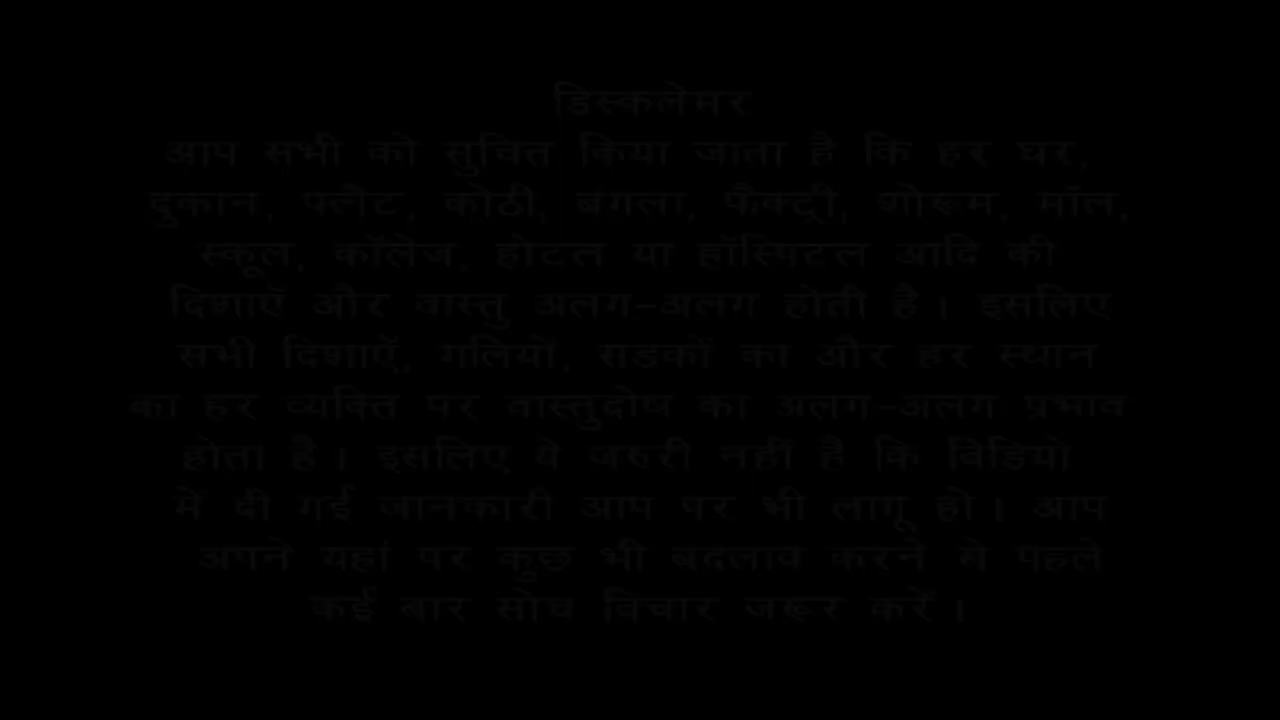 डिस्कलेमर
आप सभी को सुचित किया जाता है कि हर घर,
दुकान, फ्लैट, कोठी, बंगला, फैक्ट्री, शोरूम, मॉल,
स्कूल, कॉलेज, होटल या हॉस्पिटल आदि की
दिशाएँ और वास्तु अलग–अलग होती है। इसलिए
सभी दिशाएँ, गलियों, सडकों का और हर स्थान
का हर व्यक्ति पर वास्तुदोष का अलग–अलग प्रभाव
होता है। इसलिए ये जरुरी नहीं है कि विडियो
में दी गई जानकारी आप पर भी लागू हो। आप
अपने यहां पर कुछ भी बदलाव करने से पहले
कई बार सोच विचार जरूर करें।